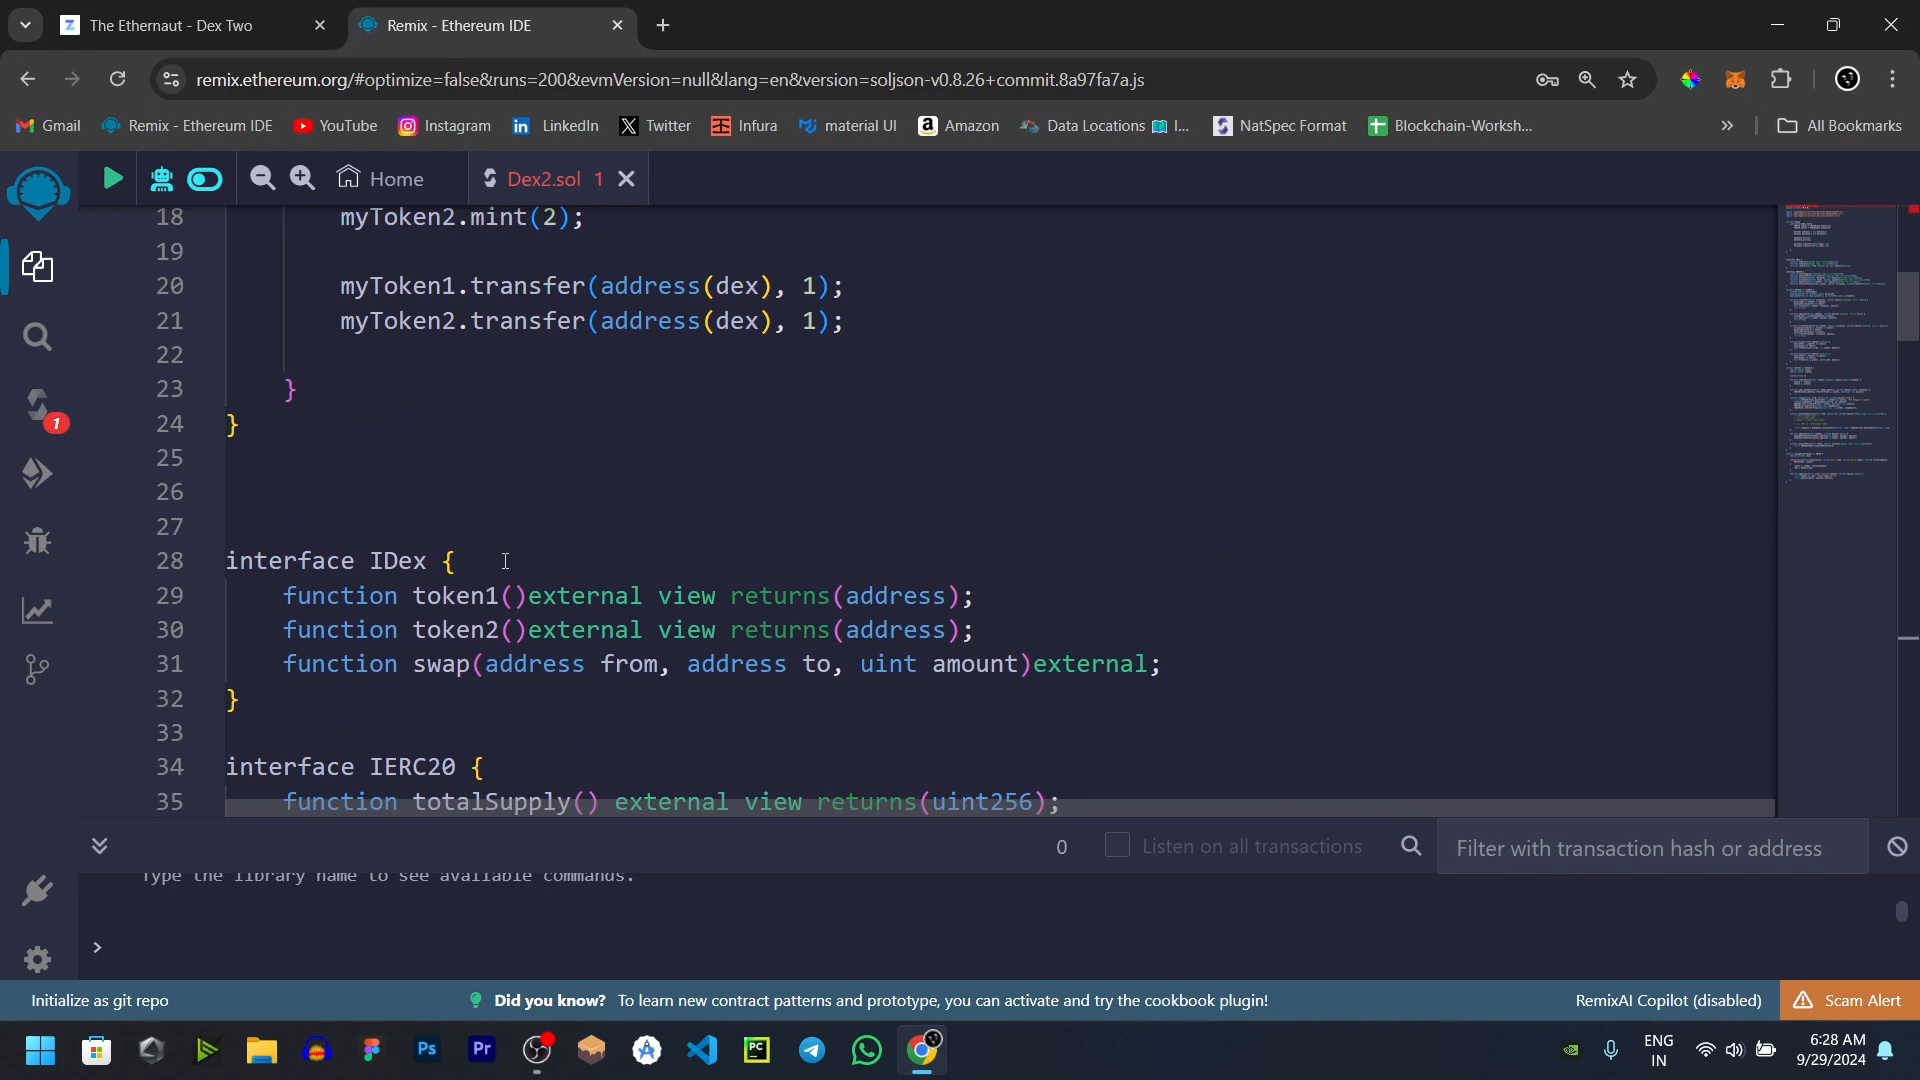 The Ethernaut - Dex Two
Remix - Ethereum IDE
remix.ethereum.org/#optimize=false&runs=200&evmVersion=null&lang=en&version=soljson-v0.8.26+commit.8a97fa7a.js
Gmail
Remix - Ethereum IDE
YouTube
Instagram
LinkedIn
Twitter
Infura
material UI
Amazon
Data Locations
I...
NatSpec Format
Blockchain-Worksh...
All Bookmarks
Home
Dex2.sol 1
18 myToken2.mint(2);
19
20 myToken1.transfer(address(dex), 1);
21 myToken2.transfer(address(dex), 1);
22
23 }
24 }
25
26
27
28 interface IDex {
29 function token1()external view returns(address);
30 function token2()external view returns(address);
31 function swap(address from, address to, uint amount)external;
32 }
33
34 interface IERC20 {
35 function totalSupply() external view returns(uint256);
1
0
Listen on all transactions
Filter with transaction hash or address
Type the library name to see available commands.
>
Initialize as git repo
Did you know? To learn new contract patterns and prototype, you can activate and try the cookbook plugin!
RemixAI Copilot (disabled)
Scam Alert
Ps
Pr
PC
ENG
IN
6:28 AM
9/29/2024